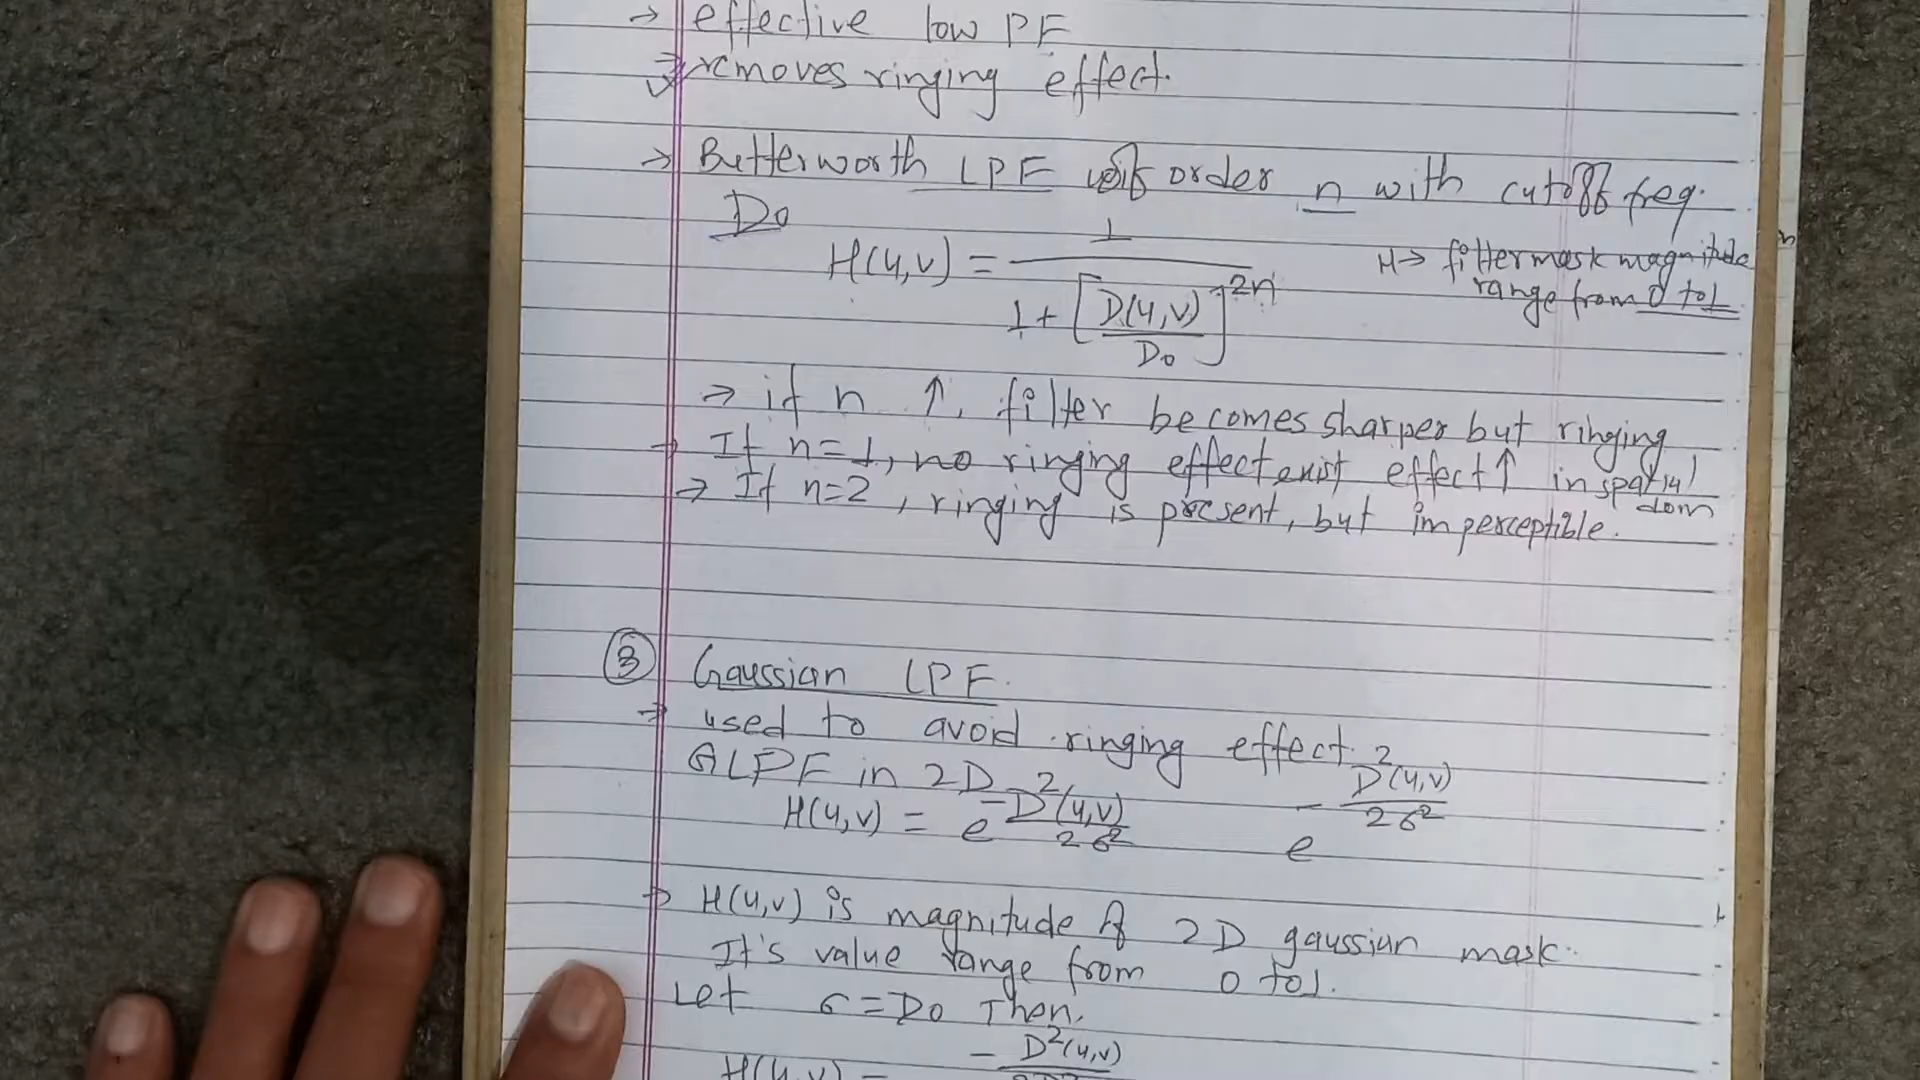 → effective low PF
→ removes ringing effect.
→ Butterworth LPF of order n with cutoff freq.
D0
H(u,v) = 1 / 1 + [D(u,v) / D0]^2n
H → filter mask magnitude
range from 0 to 1
→ if n ↑, filter becomes sharper but ringing
effect ↑ in spatial
dom
→ If n=1, no ringing effect exist
→ If n=2, ringing is present, but imperceptible.
③ Gaussian LPF.
→ used to avoid ringing effect.
GLPF in 2D
H(u,v) = e^-D²(u,v) / 2σ²
e^-D²(u,v) / 2σ²
→ H(u,v) is magnitude of 2D gaussian mask.
It's value range from 0 to 1.
Let σ = D0 Then,
H(u,v) = - D²(u,v)